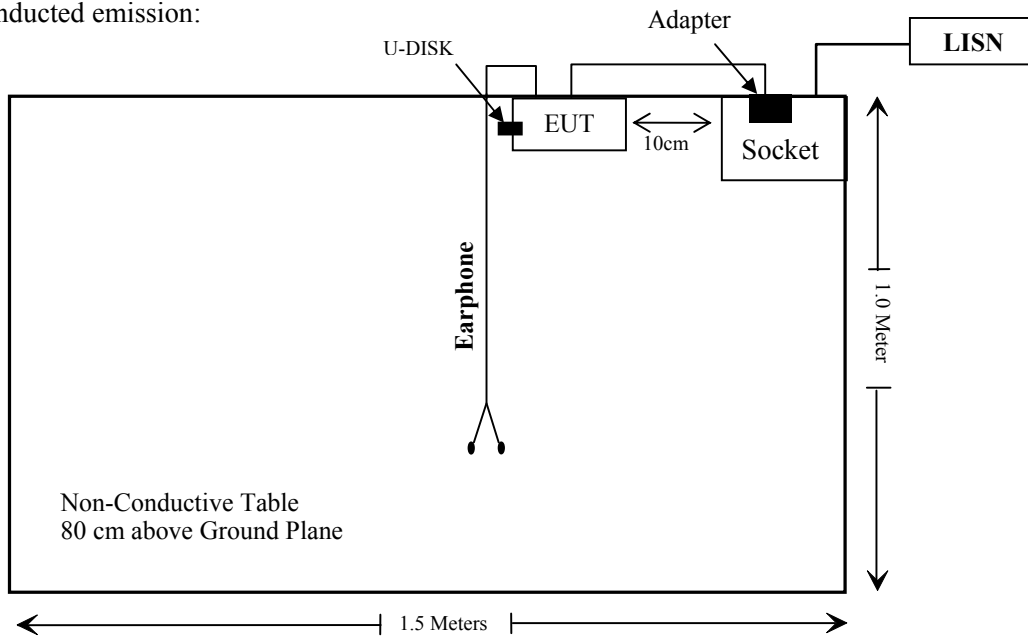 nducted emission:
Adapter
LISN
U-DISK
EUT
10cm
Socket
Earphone
1.0 Meter
Non-Conductive Table
80 cm above Ground Plane
1.5 Meters